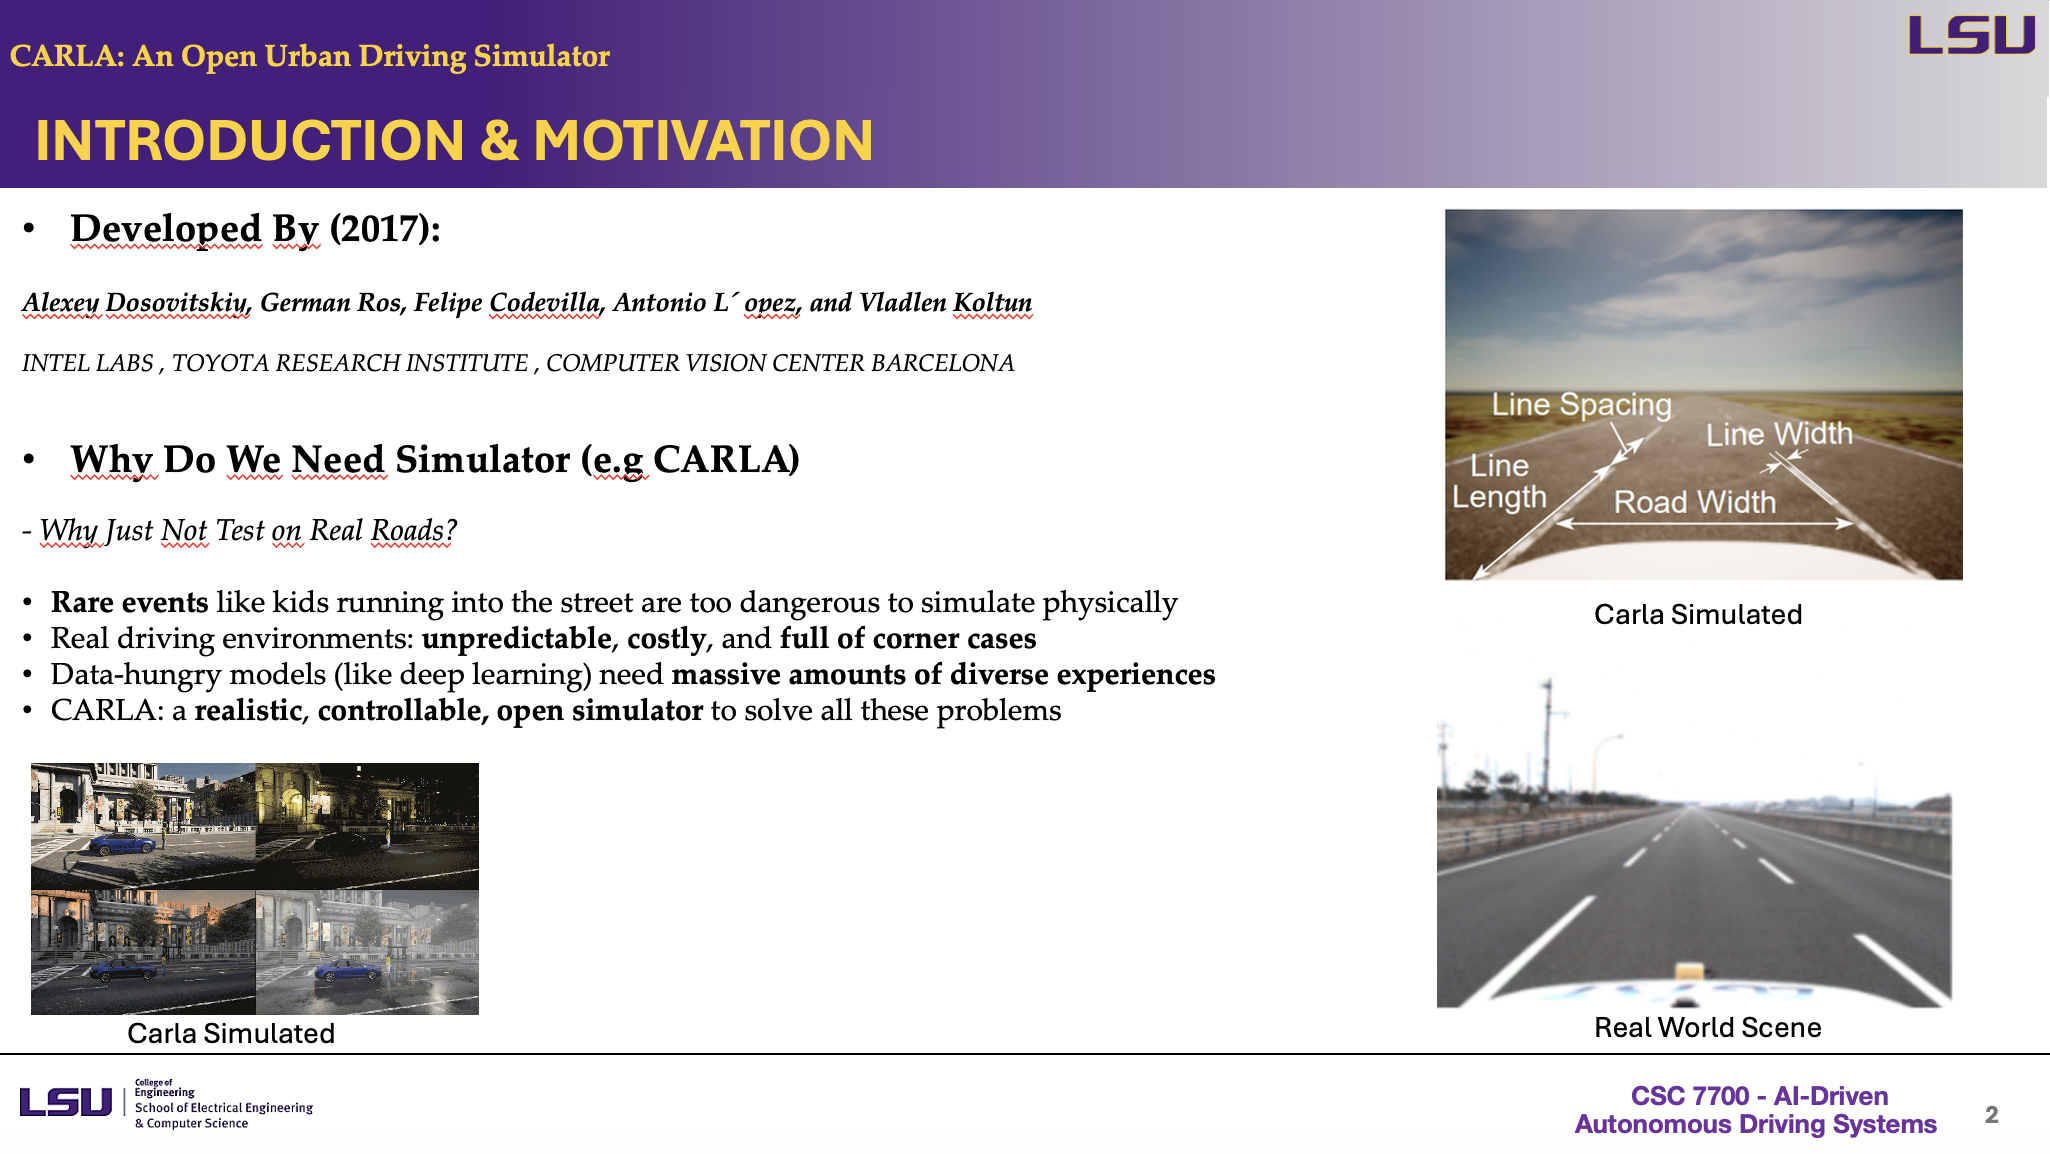 LSU
CARLA: An Open Urban Driving Simulator
INTRODUCTION & MOTIVATION
• Developed By (2017):
Alexey Dosovitskiy, German Ros, Felipe Codevilla, Antonio L´ opez, and Vladlen Koltun
INTEL LABS , TOYOTA RESEARCH INSTITUTE , COMPUTER VISION CENTER BARCELONA
• Why Do We Need Simulator (e.g CARLA)
- Why Just Not Test on Real Roads?
• Rare events like kids running into the street are too dangerous to simulate physically
• Real driving environments: unpredictable, costly, and full of corner cases
• Data-hungry models (like deep learning) need massive amounts of diverse experiences
• CARLA: a realistic, controllable, open simulator to solve all these problems
Carla Simulated
Line Spacing
Line Width
Line
Length
Road Width
Carla Simulated
Real World Scene
LSU
College of
Engineering
School of Electrical Engineering
& Computer Science
CSC 7700 - AI-Driven
Autonomous Driving Systems
2